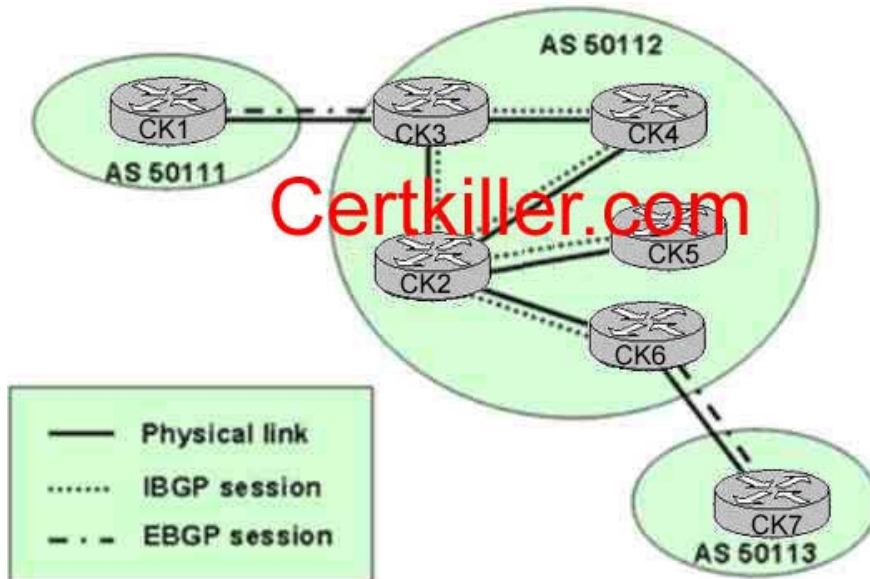 AS 50112
CK1
CK3
CK4
AS 50111
Certkiller.com
CK5
CK2
CK6
Physical link
IBGP session
EBGP session
CK7
AS 50113